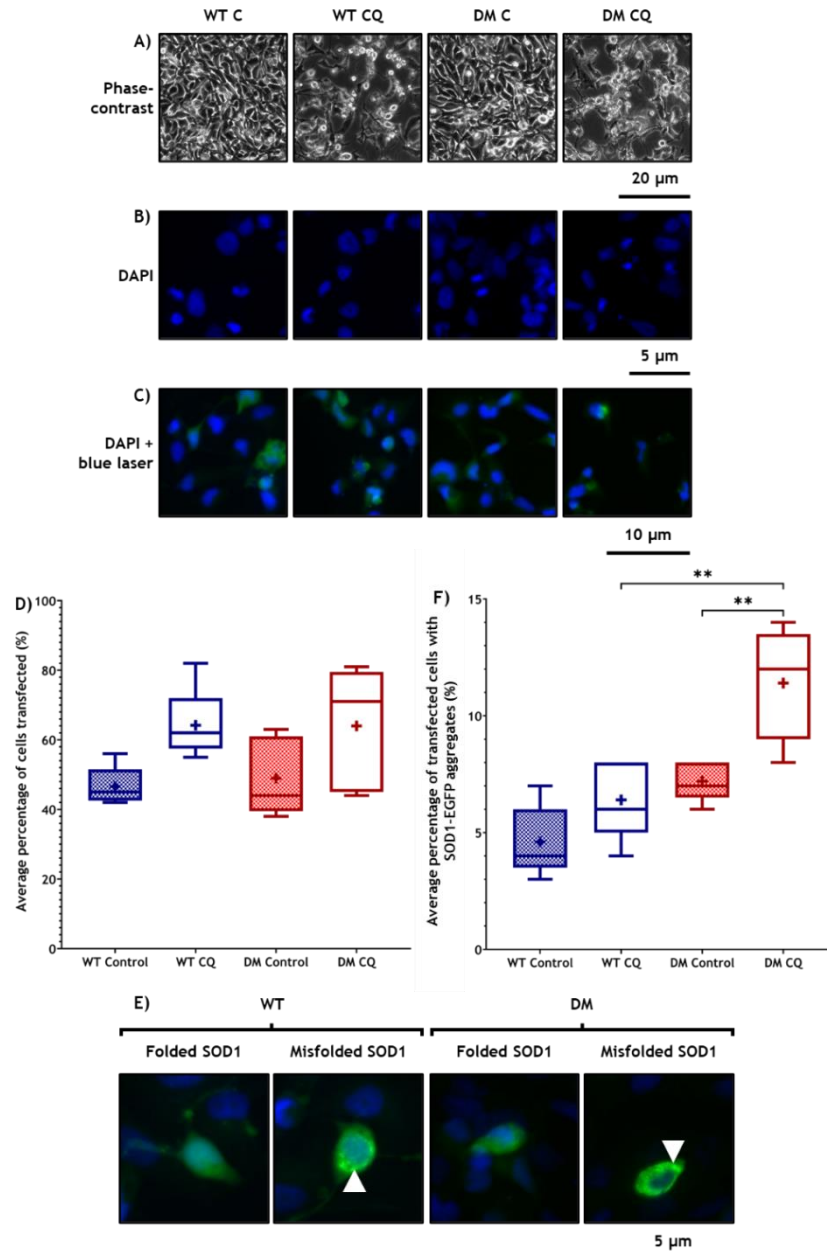 WT C WT CQ DM C DM CQ
A)
Phase-
contrast
20 µm
B)
DAPI
5 µm
C)
DAPI +
blue laser
10 µm
D)
Average percentage of cells transfected (%)
100
80
60
40
20
0
WT Control WT CQ DM Control DM CQ
F)
Average percentage of transfected cells with
SOD1-EGFP aggregates (%)
15
10
5
0
** 
**
WT Control WT CQ DM Control DM CQ
E)
WT DM
Folded SOD1 Misfolded SOD1 Folded SOD1 Misfolded SOD1
5 µm